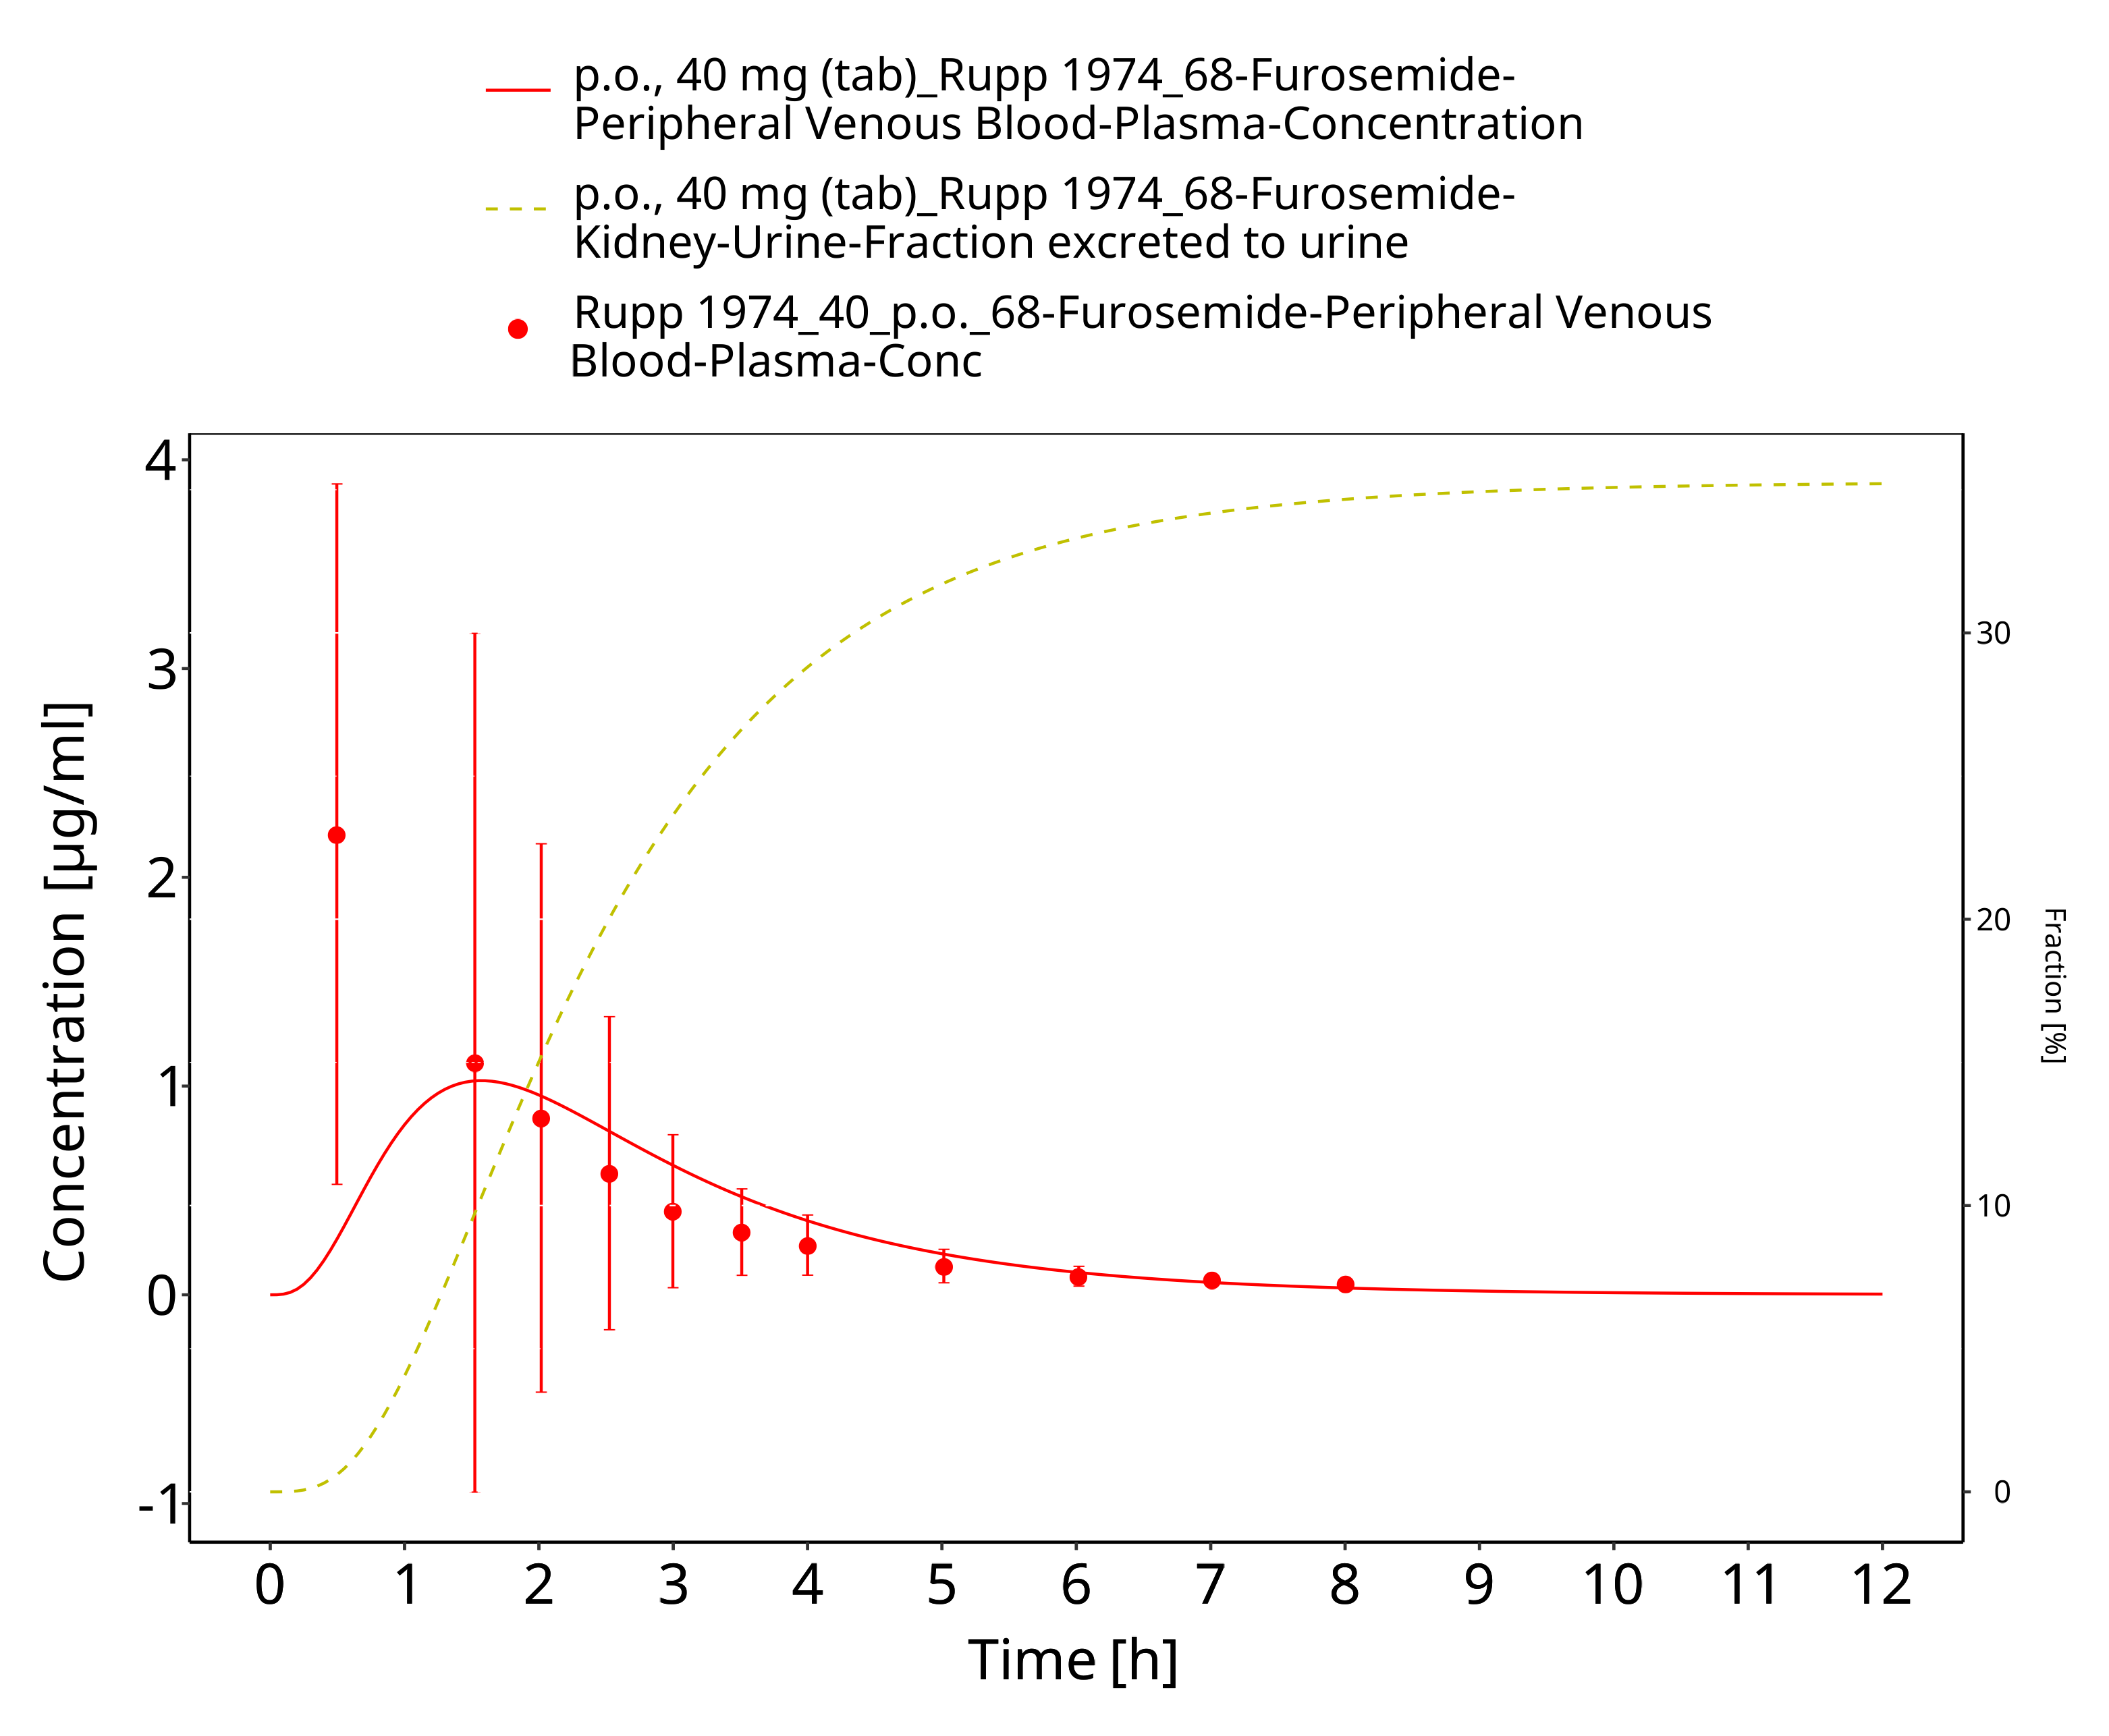 p.o., 40 mg (tab)_Rupp 1974_68-Furosemide-
Peripheral Venous Blood-Plasma-Concentration
p.o., 40 mg (tab)_Rupp 1974_68-Furosemide-
Kidney-Urine-Fraction excreted to urine
Rupp 1974_40_p.o._68-Furosemide-Peripheral Venous
Blood-Plasma-Conc
4
3
2
1
0
-1
Concentration [µg/ml]
30
20
10
0
Fraction [%]
0 1 2 3 4 5 6 7 8 9 10 11 12
Time [h]